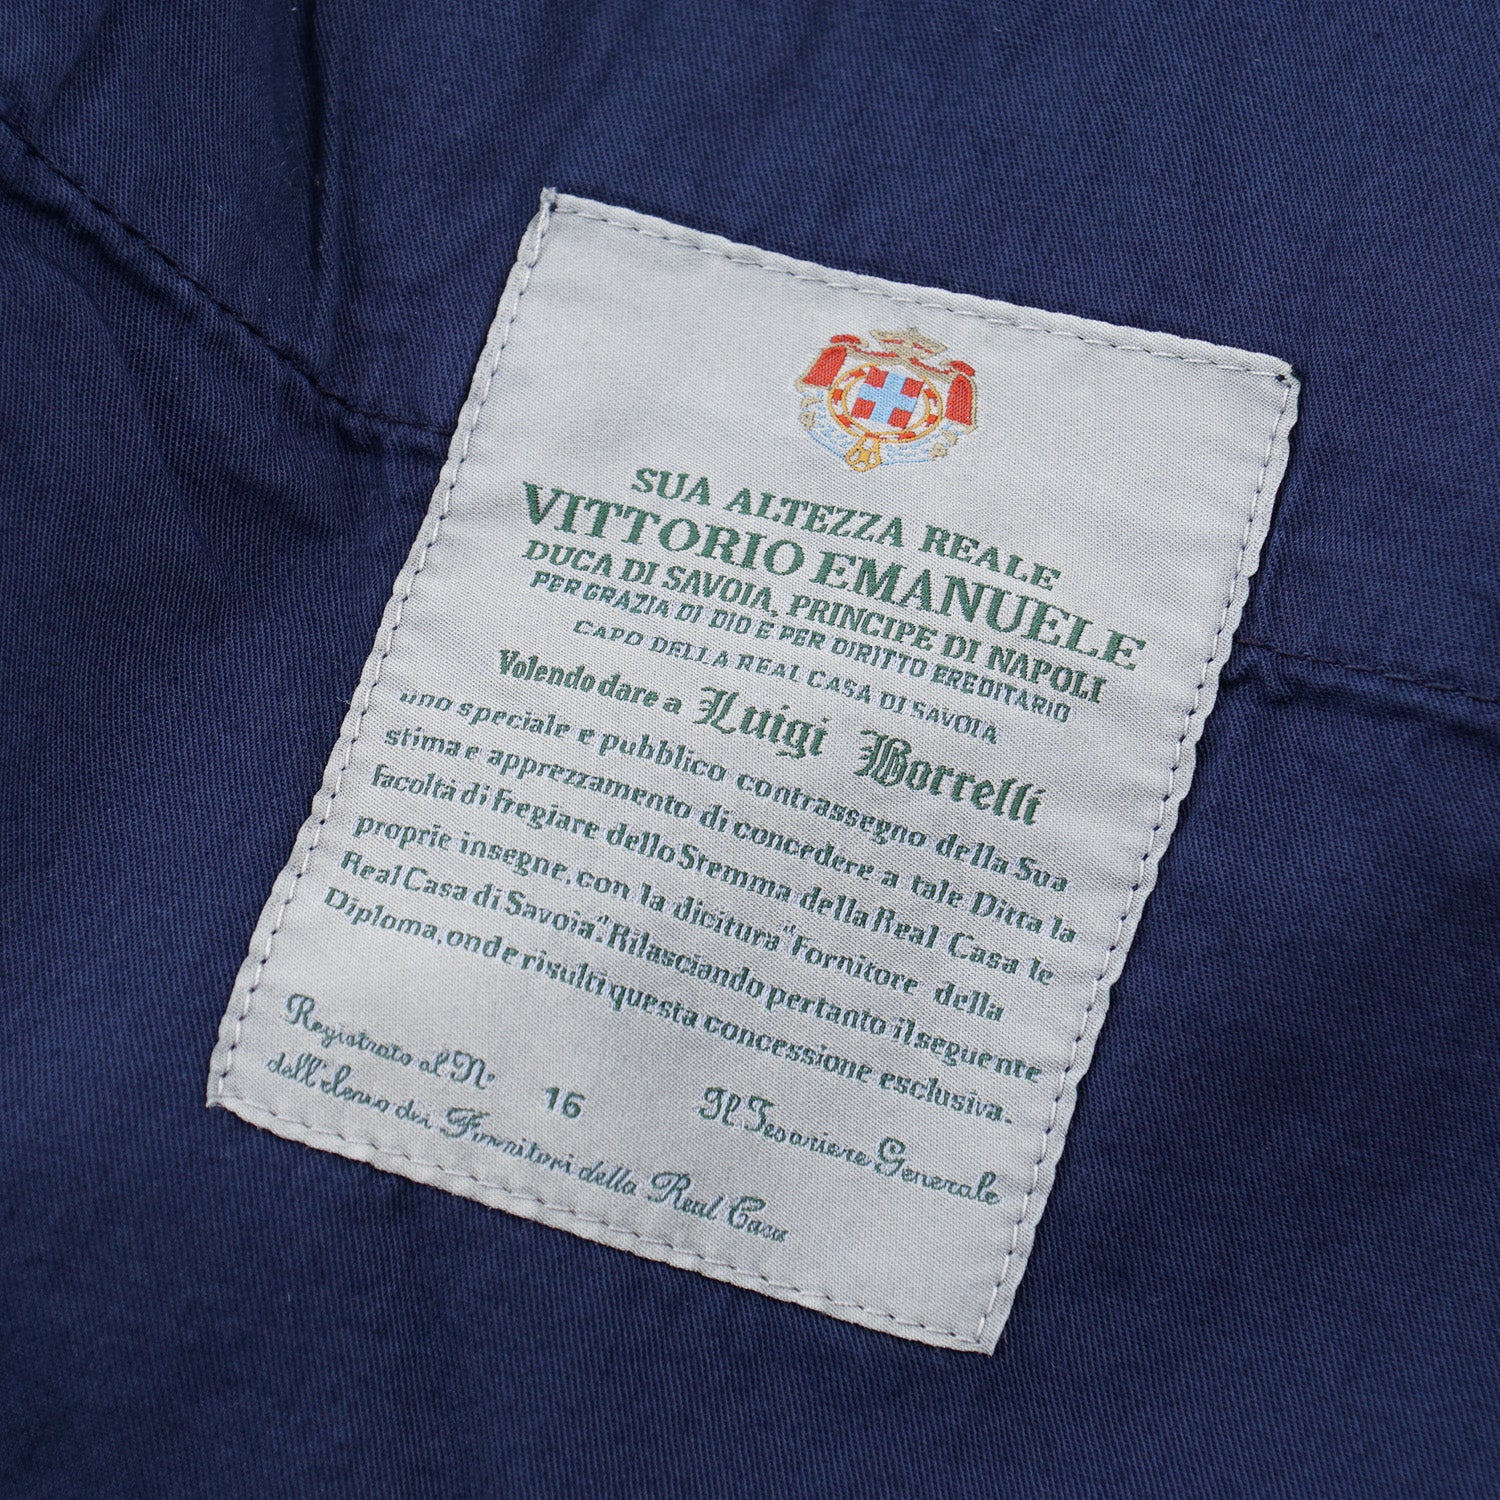 SUA ALTEZZA REALE
VITTORIO EMANUELE
DUCA DI SAVOIA, PRINCIPE DI NAPOLI
PER GRAZIA DI DIO E PER DIRITTO EREDITARIO
CAPO DELLA REAL CASA DI SAVOIA
Volendo dare a Luigi Borrelli
uno speciale e pubblico contrassegno della Sua
stima e apprezzamento di concedere a tale Ditta la
facoltà di fregiare dello Stemma della Real Casa le
proprie insegne, con la dicitura "Fornitore della
Real Casa di Savoia". Rilasciando pertanto il seguente
Diploma, onde risulti questa concessione esclusiva.
Registrato al N° 16 Il Tesoriere Generale
dell'elenco dei Fornitori della Real Casa